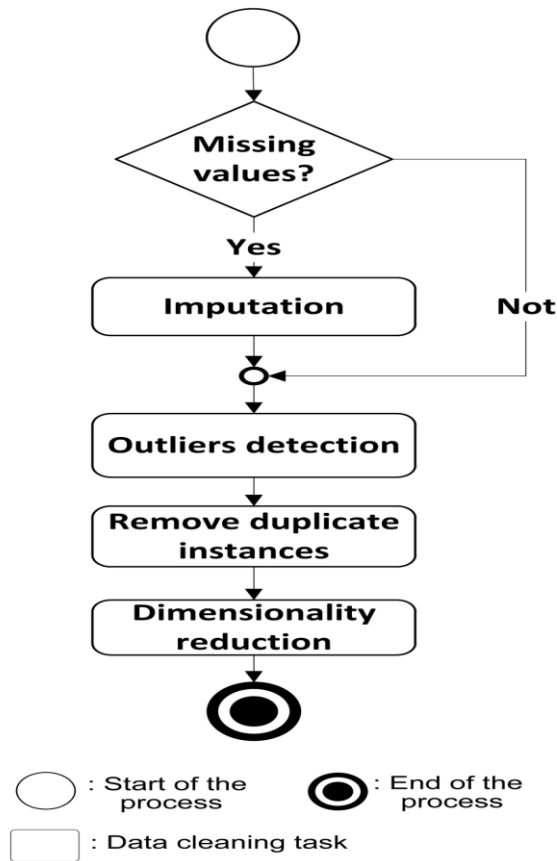 Missing
values?
Yes
Imputation
Not
Outliers detection
Remove duplicate
instances
Dimensionality
reduction
: Start of the
process
: End of the
process
: Data cleaning task